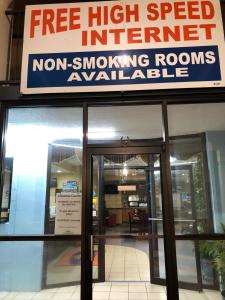 FREE HIGH SPEED
INTERNET
NON-SMOKING ROOMS
AVAILABLE